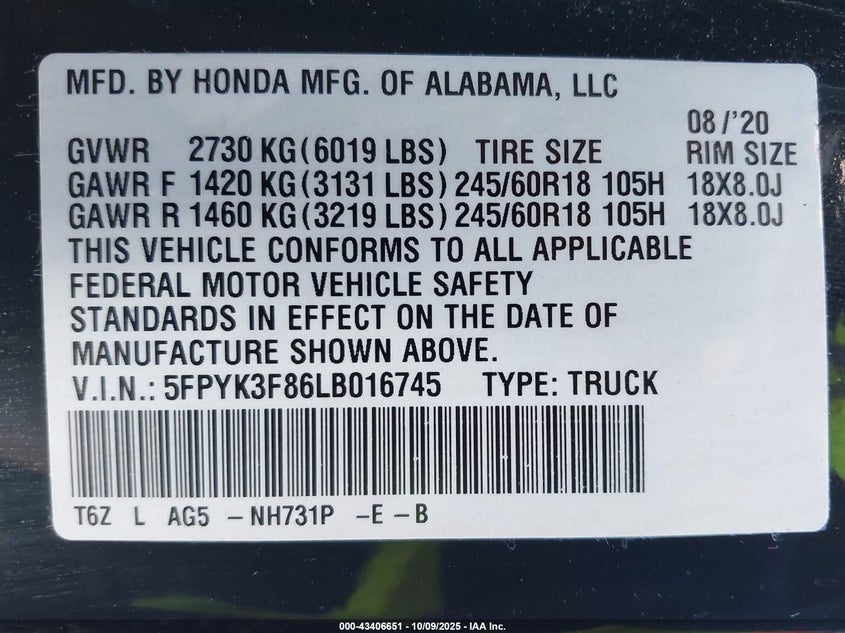 MFD. BY HONDA MFG. OF ALABAMA, LLC
08/'20
GVWR 2730 KG(6019 LBS) TIRE SIZE RIM SIZE
GAWR F 1420 KG(3131 LBS) 245/60R18 105H 18X8.0J
GAWR R 1460 KG(3219 LBS) 245/60R18 105H 18X8.0J
THIS VEHICLE CONFORMS TO ALL APPLICABLE
FEDERAL MOTOR VEHICLE SAFETY
STANDARDS IN EFFECT ON THE DATE OF
MANUFACTURE SHOWN ABOVE.
V.I.N.: 5FPYK3F86LB016745 TYPE: TRUCK
T6Z L AG5 -NH731P -E -B
000-43406651 - 10/09/2025 - IAA Inc.